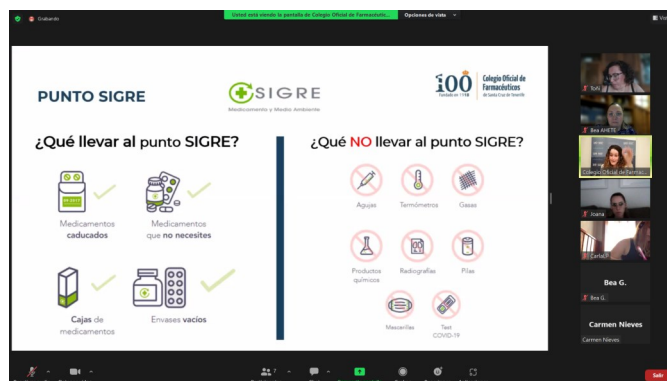 Grabando
Usted está viendo la pantalla de Colegio Oficial de Farmacéutic...
Opciones de vista
PUNTO SIGRE
SIGRE
Medicamento y Medio Ambiente
100
Fundado en 1918
Colegio Oficial de
Farmacéuticos
de Santa Cruz de Tenerife
¿Qué llevar al punto SIGRE?
Medicamentos
caducados
Medicamentos
que no necesites
Cajas de
medicamentos
Envases vacíos
¿Qué NO llevar al punto SIGRE?
Agujas
Termómetros
Gasas
Productos
químicos
Radiografías
Pilas
Mascarillas
Test
COVID-19
Toñi
Bea AHETE
Colegio Oficial de Farmac...
Joana
Carla P.
Bea G.
Bea G.
Carmen Nieves
Carmen Nieves
Salir